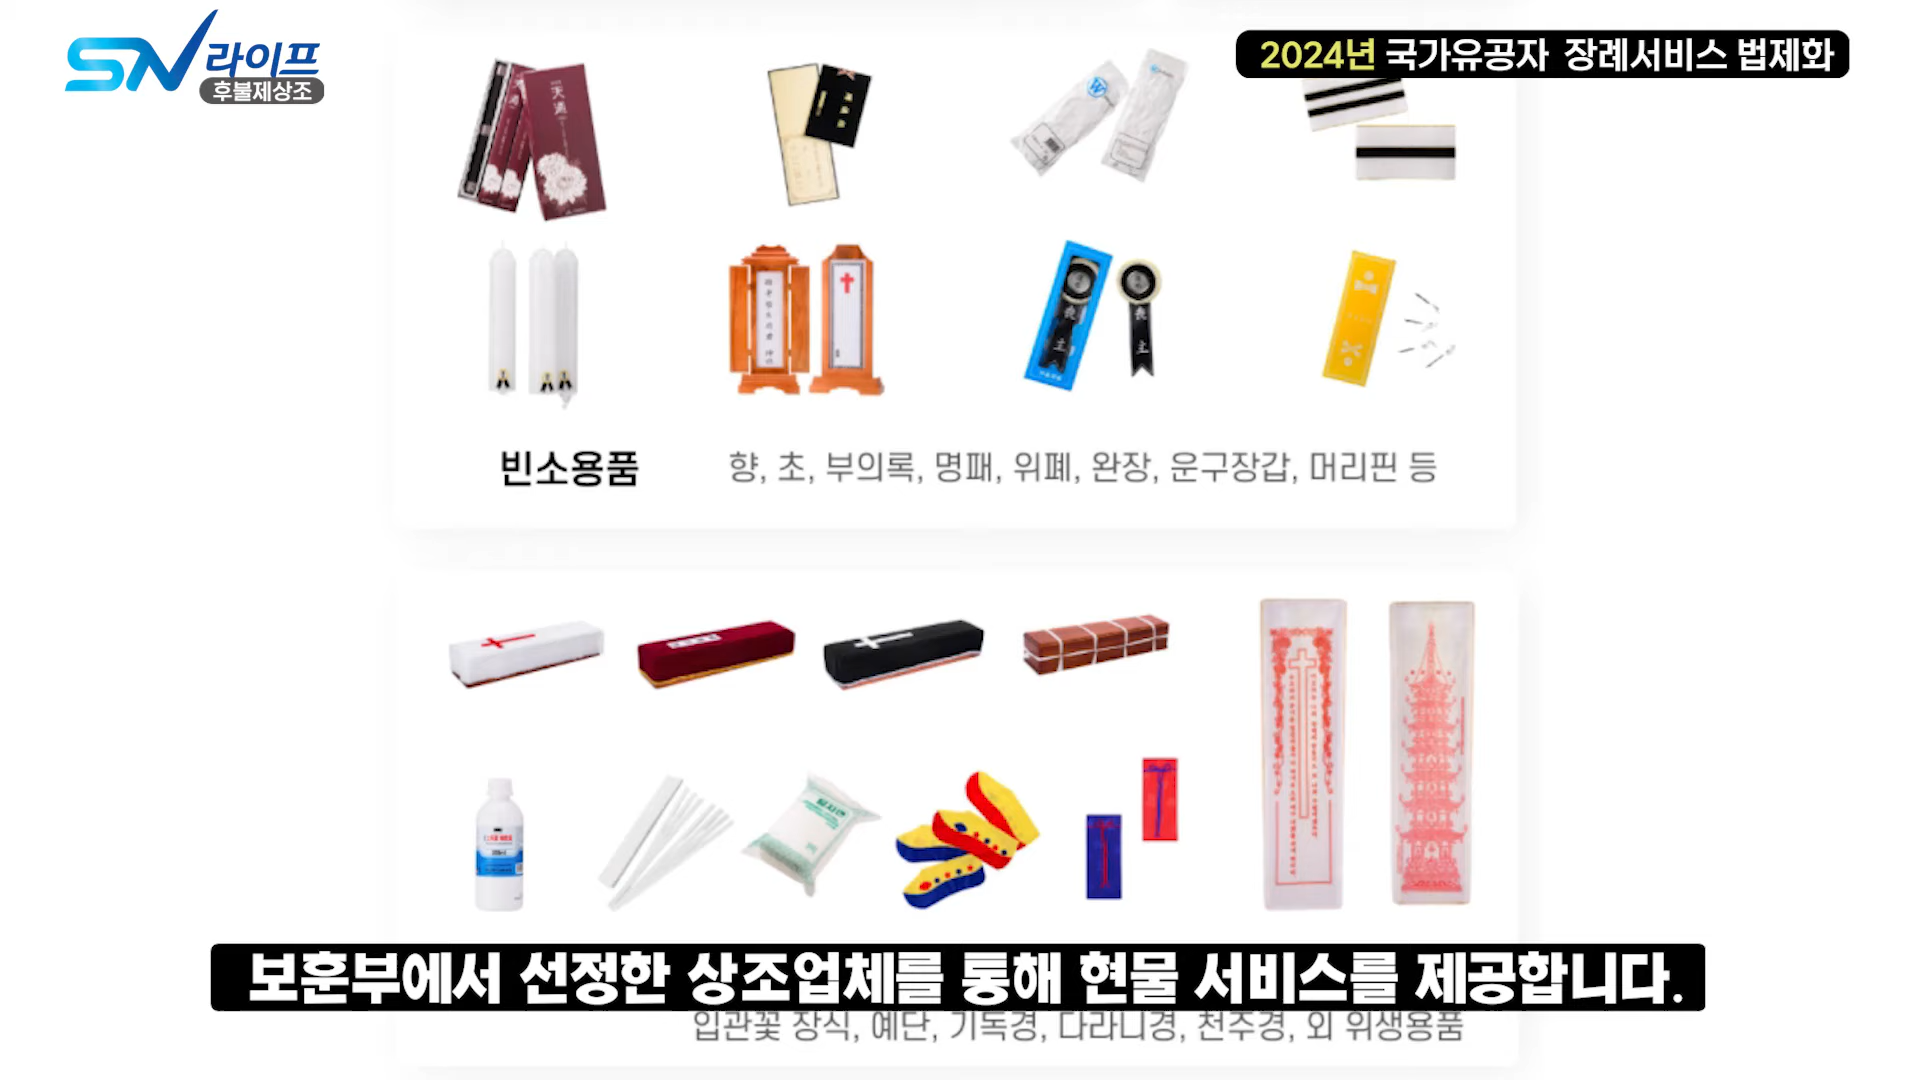 SN 라이프
후불제상조
2024년 국가유공자 장례서비스 법제화
빈소용품
향, 초, 부의록, 명패, 위폐, 완장, 운구장갑, 머리핀 등
보훈부에서 선정한 상조업체를 통해 현물 서비스를 제공합니다.
입관꽃 장식, 예단, 기독경, 다라니경, 천주경, 외 위생용품